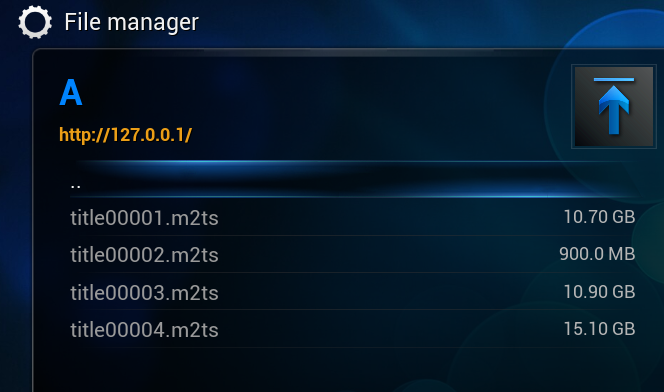 File manager
A
http://127.0.0.1/
..
title00001.m2ts 10.70 GB
title00002.m2ts 900.0 MB
title00003.m2ts 10.90 GB
title00004.m2ts 15.10 GB